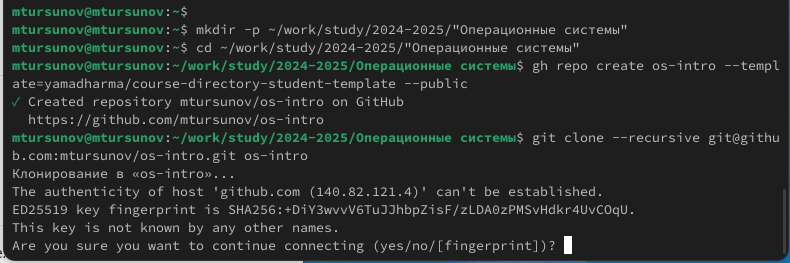 mtursunov@mtursunov:~$
mtursunov@mtursunov:~$ mkdir -p ~/work/study/2024-2025/"Операционные системы"
mtursunov@mtursunov:~$ cd ~/work/study/2024-2025/"Операционные системы"
mtursunov@mtursunov:~/work/study/2024-2025/Операционные системы$ gh repo create os-intro --templ
ate=yamadharma/course-directory-student-template --public
✓ Created repository mtursunov/os-intro on GitHub
https://github.com/mtursunov/os-intro
mtursunov@mtursunov:~/work/study/2024-2025/Операционные системы$ git clone --recursive git@githu
b.com:mtursunov/os-intro.git os-intro
Клонирование в «os-intro»...
The authenticity of host 'github.com (140.82.121.4)' can't be established.
ED25519 key fingerprint is SHA256:+DiY3wvvV6TuJJhbpZisF/zLDA0zPMSvHdkr4UvCOqU.
This key is not known by any other names.
Are you sure you want to continue connecting (yes/no/[fingerprint])?